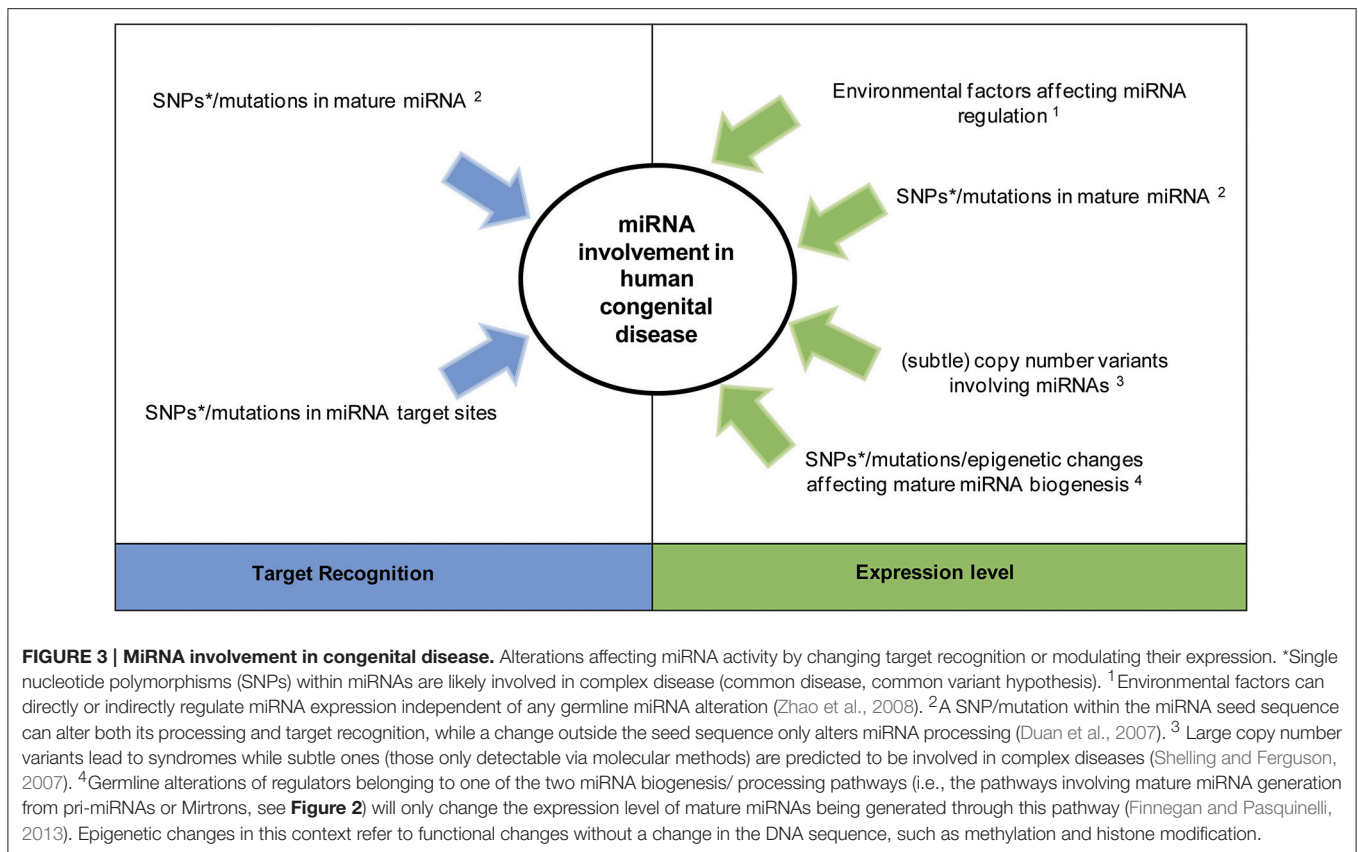 SNPs*/mutations in mature miRNA ²
SNPs*/mutations in miRNA target sites
miRNA
involvement in
human
congenital
disease
Environmental factors affecting miRNA
regulation ¹
SNPs*/mutations in mature miRNA ²
(subtle) copy number variants
involving miRNAs ³
SNPs*/mutations/epigenetic changes
affecting mature miRNA biogenesis ⁴
Target Recognition
Expression level
FIGURE 3 | MiRNA involvement in congenital disease. Alterations affecting miRNA activity by changing target recognition or modulating their expression. *Single
nucleotide polymorphisms (SNPs) within miRNAs are likely involved in complex disease (common disease, common variant hypothesis). ¹Environmental factors can
directly or indirectly regulate miRNA expression independent of any germline miRNA alteration (Zhao et al., 2008). ²A SNP/mutation within the miRNA seed sequence
can alter both its processing and target recognition, while a change outside the seed sequence only alters miRNA processing (Duan et al., 2007). ³ Large copy number
variants lead to syndromes while subtle ones (those only detectable via molecular methods) are predicted to be involved in complex diseases (Shelling and Ferguson,
2007). ⁴Germline alterations of regulators belonging to one of the two miRNA biogenesis/ processing pathways (i.e., the pathways involving mature miRNA generation
from pri-miRNAs or Mirtrons, see Figure 2) will only change the expression level of mature miRNAs being generated through this pathway (Finnegan and Pasquinelli,
2013). Epigenetic changes in this context refer to functional changes without a change in the DNA sequence, such as methylation and histone modification.